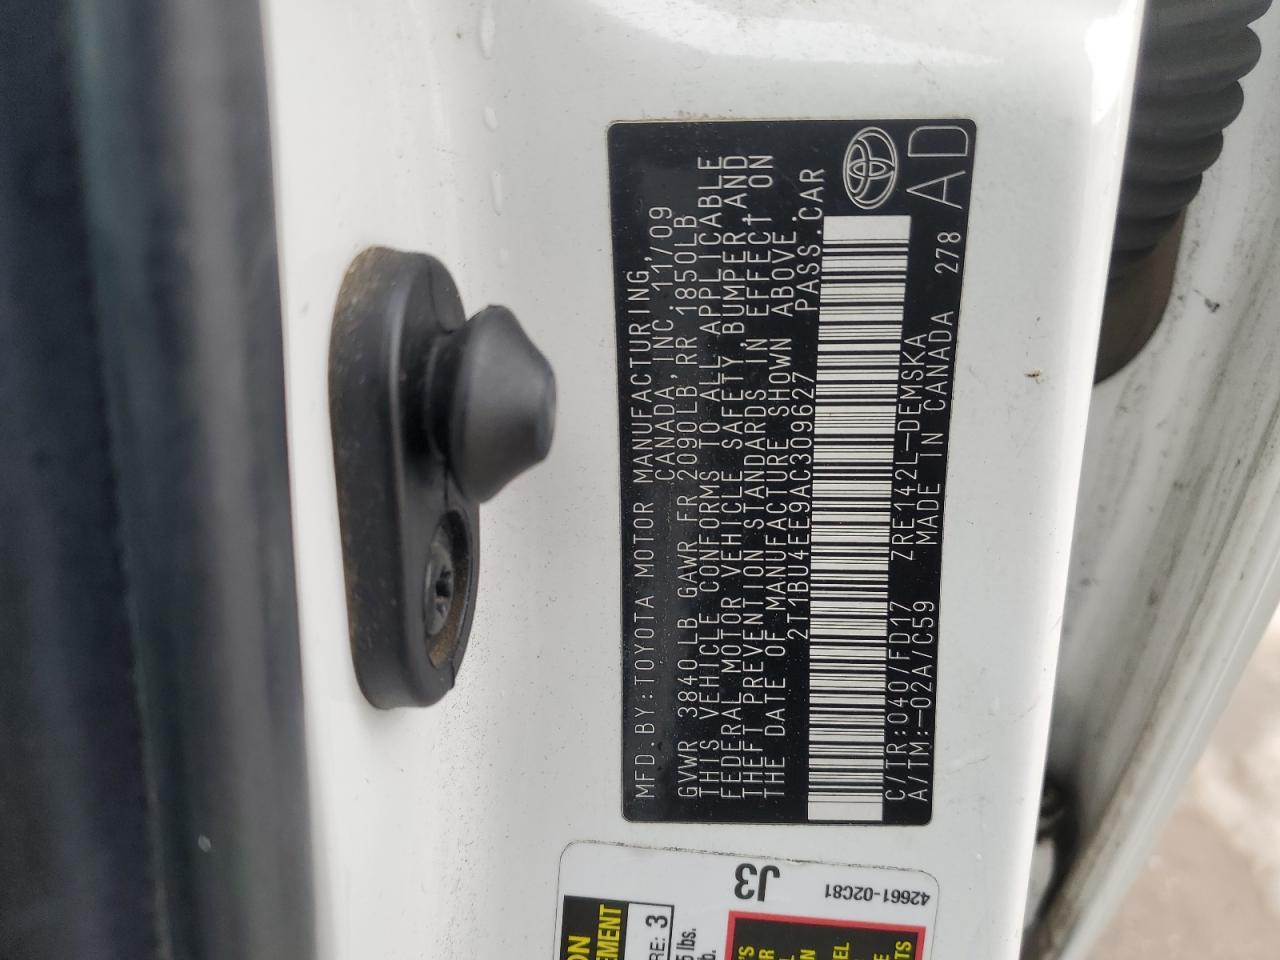 MFD.BY:TOYOTA MOTOR MANUFACTURING,
CANADA,INC. 11/09
GVWR 3840 LB GAWR FR 2090LB,RR 1850LB
THIS VEHICLE CONFORMS TO ALL APPLICABLE
FEDERAL MOTOR VEHICLE SAFETY,BUMPER,AND
THEFT PREVENTION STANDARDS IN EFFECT ON
THE DATE OF MANUFACTURE SHOWN ABOVE.
2T1BU4EE9AC309627 PASS.CAR
C/TR:040/FD17 ZRE142L-DEMSKA
A/TM:-02A/C59 MADE IN CANADA 278
AD
J3
42661-02C81
RE: 3